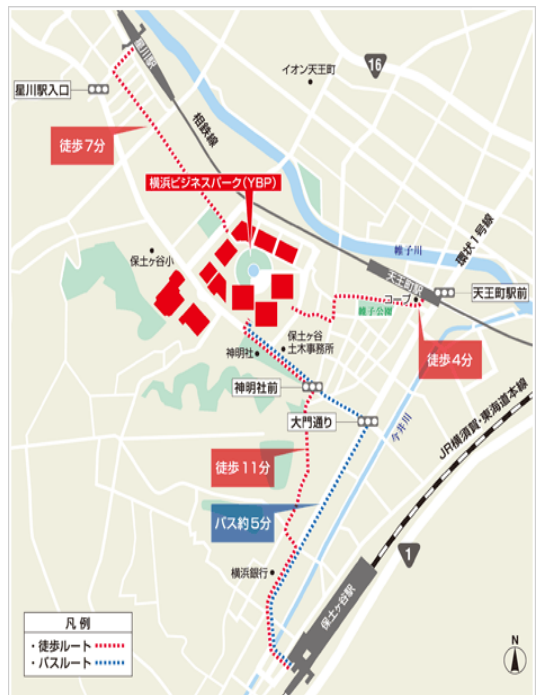 星川駅
16
イオン天王町
星川駅入口
相鉄線
徒歩7分
横浜ビジネスパーク(YBP)
環状1号線
帷子川
保土ヶ谷小
天王町駅
天王町駅前
コープ
帷子公園
保土ヶ谷
土木事務所
神明社
徒歩4分
神明社前
大門通り
今井川
JR横須賀・東海道本線
徒歩11分
バス約5分
1
横浜銀行
保土ヶ谷駅
凡例
・徒歩ルート
・バスルート
N